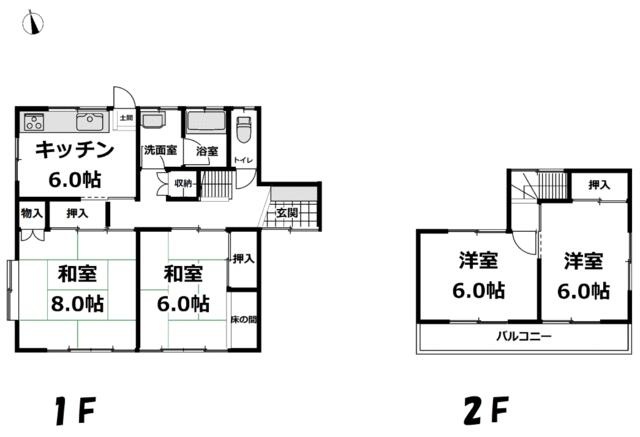 土間
キッチン
6.0帖
洗面室
浴室
トイレ
収納
物入
押入
玄関
和室
8.0帖
和室
6.0帖
押入
床の間
1F
押入
洋室
6.0帖
洋室
6.0帖
バルコニー
2F